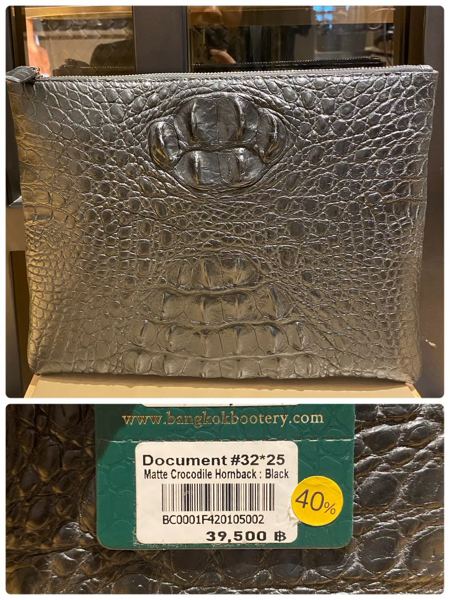 www.bangkokbootery.com
Document #32*25
Matte Crocodile Hornback : Black
BC0001F420105002
39,500 ฿
40%